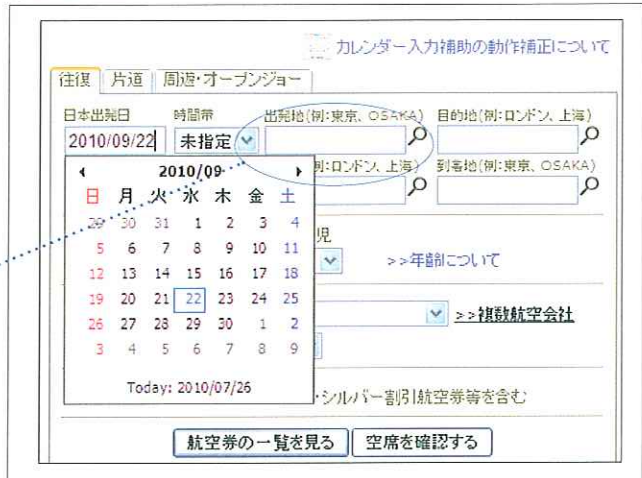 カレンダー入力補助の動作補正について
往復 片道 周遊・オープンジョー
日本出発日 時間帯 出発地(例:東京、OSAKA) 目的地(例:ロンドン、上海)
2010/09/22 未指定
2010/09 例:ロンドン、上海) 到着地(例:東京、OSAKA)
日 月 火 水 木 金 土
29 30 31 1 2 3 4
児
5 6 7 8 9 10 11
>>年齢について
12 13 14 15 16 17 18
19 20 21 22 23 24 25
>>複数航空会社
26 27 28 29 30 1 2
3 4 5 6 7 8 9
Today: 2010/07/26
・シルバー割引航空券等を含む
航空券の一覧を見る 空席を確認する